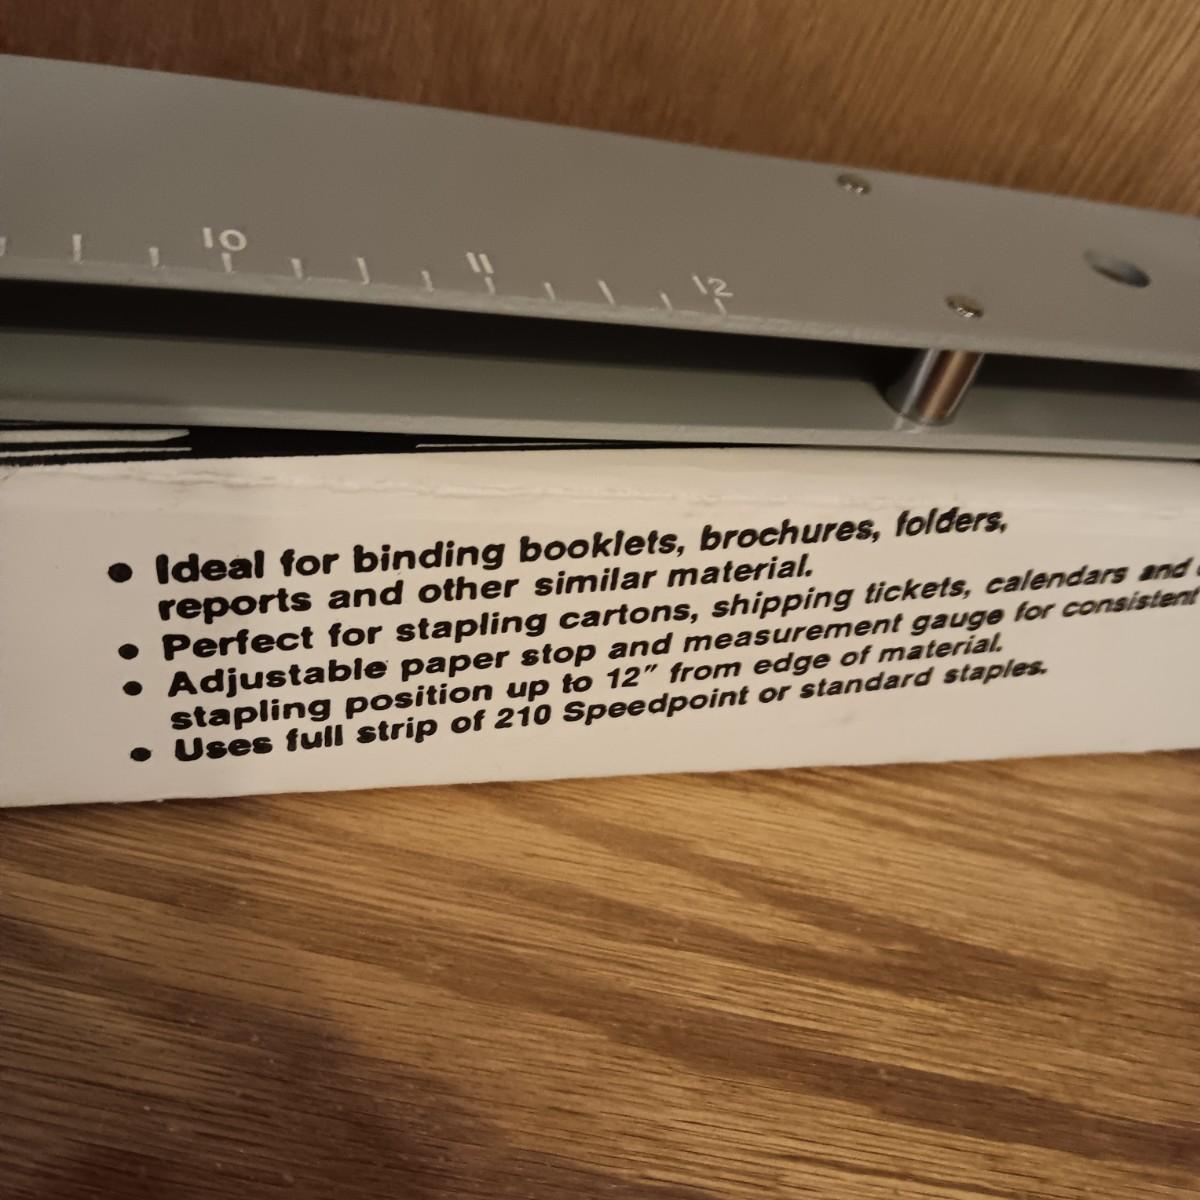 10 11 12
• Ideal for binding booklets, brochures, folders,
reports and other similar material.
• Perfect for stapling cartons, shipping tickets, calendars and
• Adjustable paper stop and measurement gauge for consistent
stapling position up to 12" from edge of material.
• Uses full strip of 210 Speedpoint or standard staples.